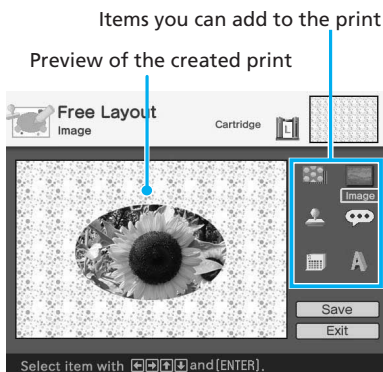 Items you can add to the print
Preview of the created print
Free Layout
Image
Cartridge
L
Image
A
Save
Exit
Select item with ←→↑↓ and [ENTER].